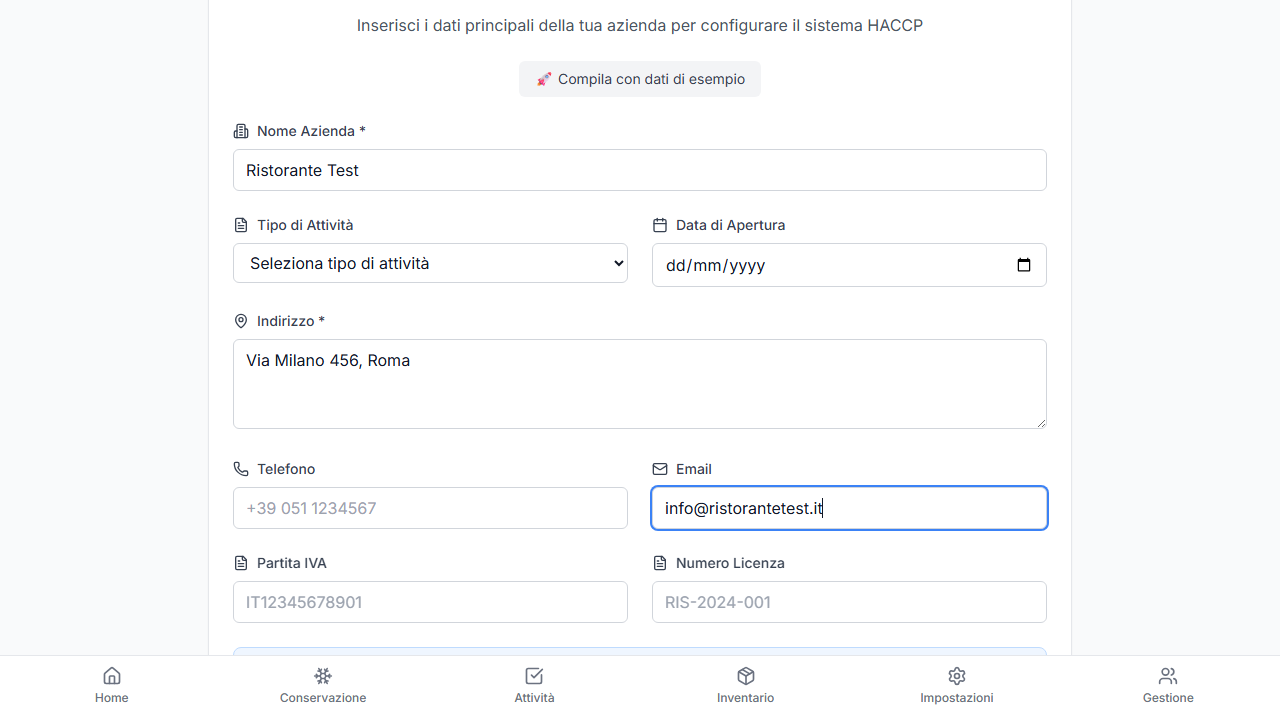 Inserisci i dati principali della tua azienda per configurare il sistema HACCP
🚀 Compila con dati di esempio
Nome Azienda *
Ristorante Test
Tipo di Attività
Data di Apertura
Seleziona tipo di attività
dd/mm/yyyy
Indirizzo *
Via Milano 456, Roma
Telefono
Email
+39 051 1234567
info@ristorantetest.it
Partita IVA
Numero Licenza
IT12345678901
RIS-2024-001
Home
Conservazione
Attività
Inventario
Impostazioni
Gestione